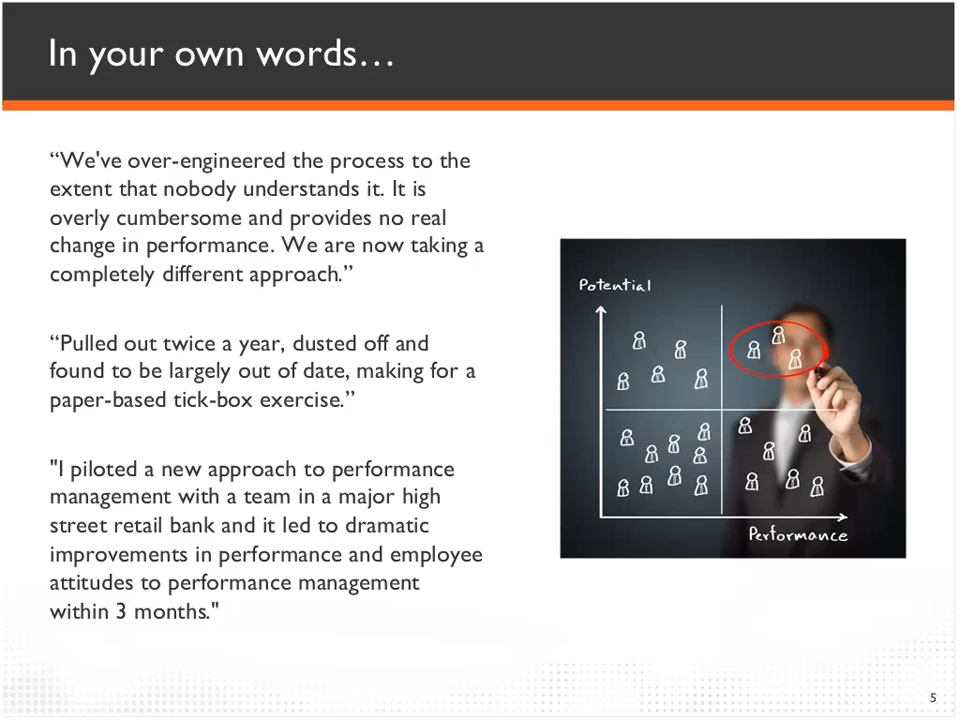 In your own words…
“We've over-engineered the process to the
extent that nobody understands it. It is
overly cumbersome and provides no real
change in performance. We are now taking a
completely different approach.”
“Pulled out twice a year, dusted off and
found to be largely out of date, making for a
paper-based tick-box exercise.”
"I piloted a new approach to performance
management with a team in a major high
street retail bank and it led to dramatic
improvements in performance and employee
attitudes to performance management
within 3 months."
Potential
Performance
5